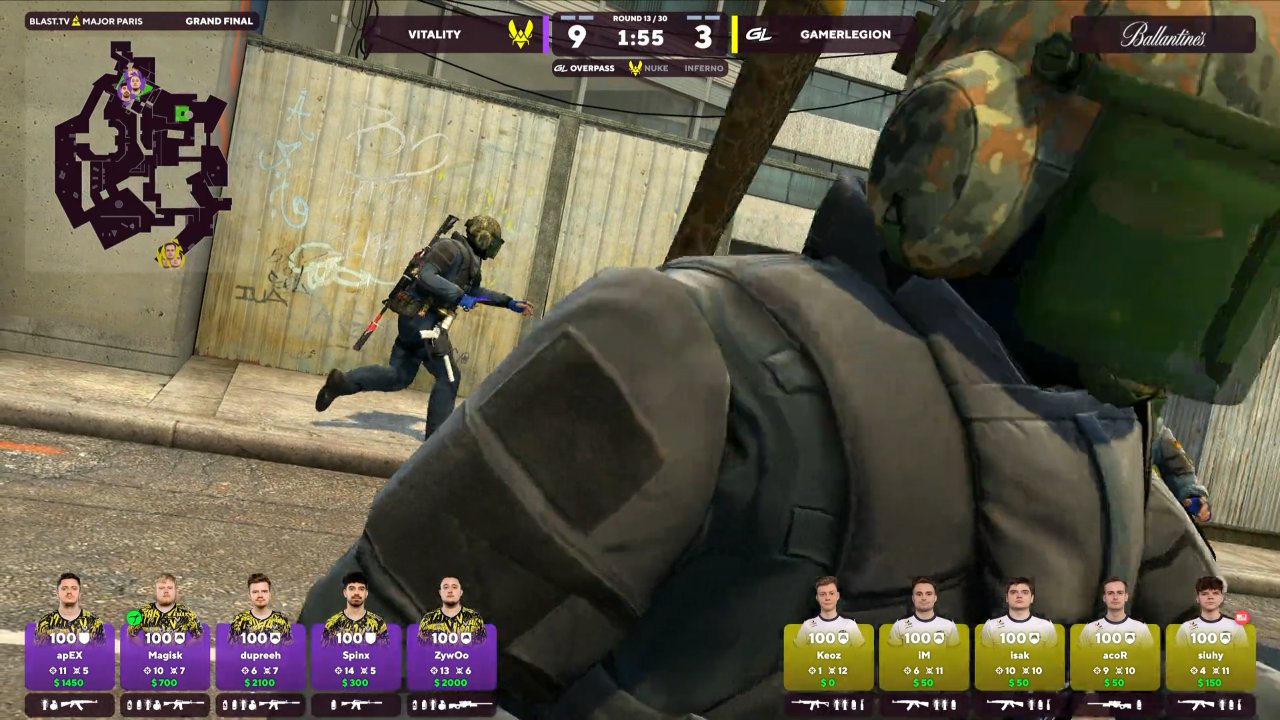 BLAST.TV MAJOR PARIS GRAND FINAL
VITALITY 9 ROUND 13 / 30 1:55 3 GL GAMERLEGION
Ballantine's
GL OVERPASS NUKE INFERNO
100 100 100 100 100 100 100 100 100 100
apEX Magisk dupreeh Spinx ZywOo Keoz iM isak acoR siuhy
11 5 10 7 6 7 14 5 13 6 1 12 6 11 10 10 9 10 4 11
$1450 $700 $2100 $300 $2000 $0 $50 $50 $50 $150